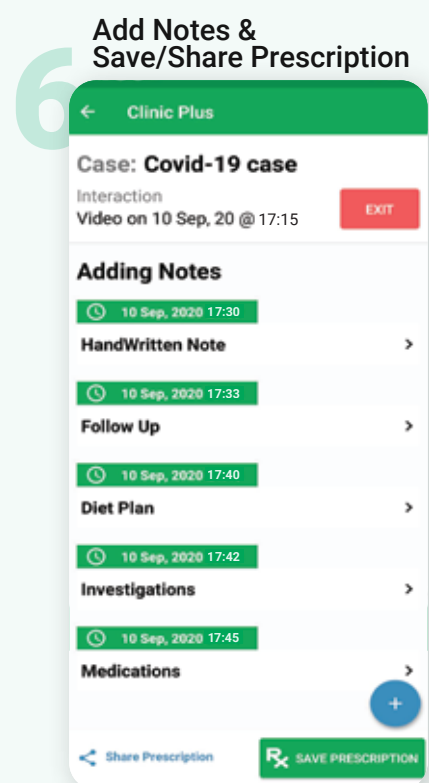 Add Notes &
Save/Share Prescription
6
Clinic Plus
Case: Covid-19 case
Interaction
Video on 10 Sep, 20 @ 17:15
EXIT
Adding Notes
10 Sep, 2020 17:30
HandWritten Note
10 Sep, 2020 17:33
Follow Up
10 Sep, 2020 17:40
Diet Plan
10 Sep, 2020 17:42
Investigations
10 Sep, 2020 17:45
Medications
+
Share Prescription
Rx SAVE PRESCRIPTION